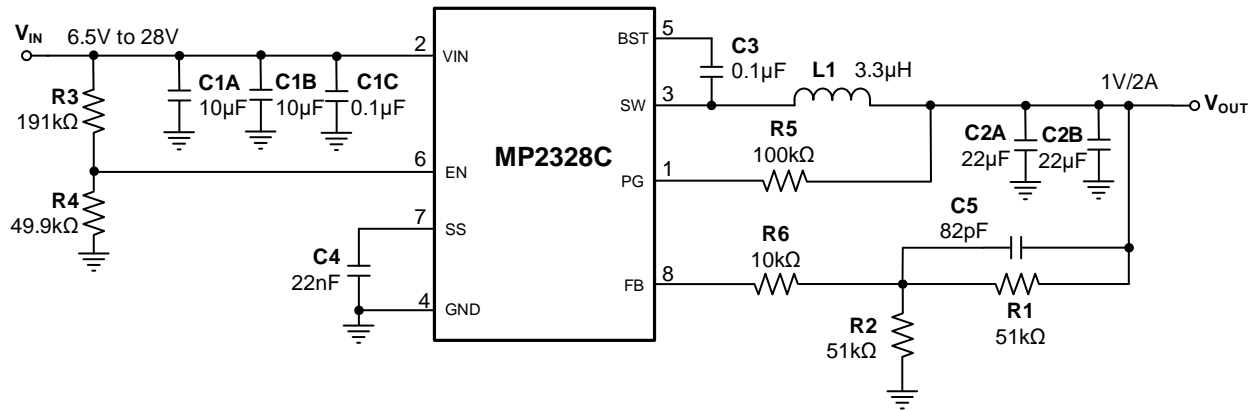 VIN
6.5V to 28V
R3
191kΩ
C1A
10µF
C1B
10µF
C1C
0.1µF
R4
49.9kΩ
C4
22nF
2
VIN
6
EN
7
SS
4
GND
MP2328C
BST
5
SW
3
PG
1
FB
8
C3
0.1µF
L1
3.3µH
R5
100kΩ
1V/2A
VOUT
C2A
22µF
C2B
22µF
C5
82pF
R6
10kΩ
R1
51kΩ
R2
51kΩ